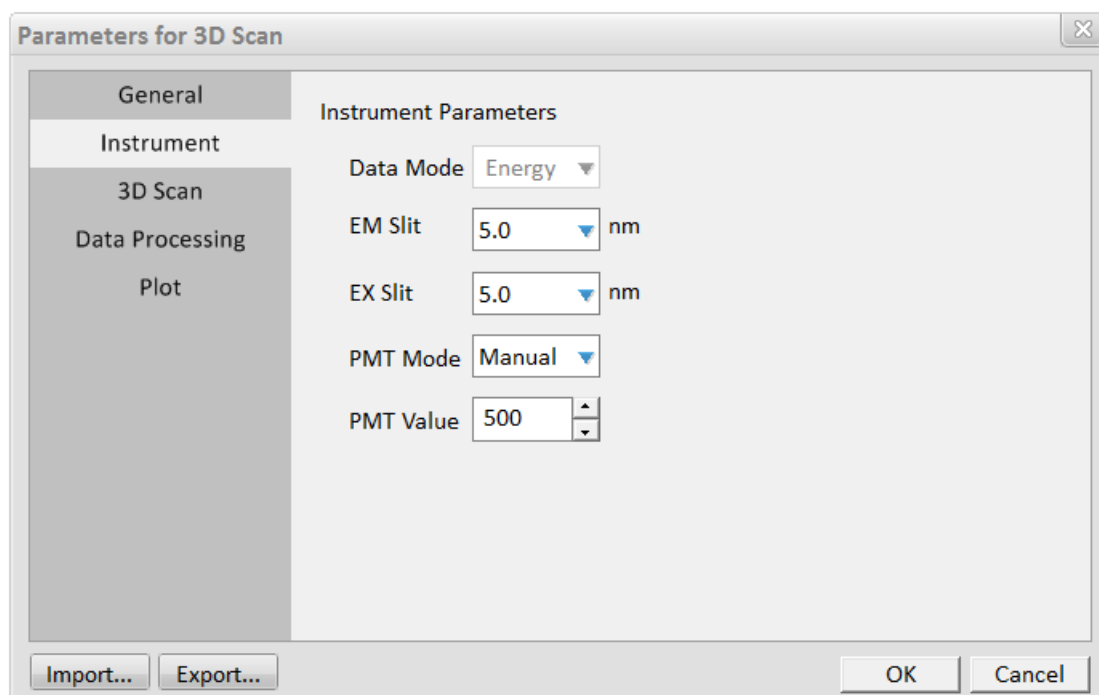 Parameters for 3D Scan
General
Instrument
3D Scan
Data Processing
Plot
Instrument Parameters
Data Mode Energy
EM Slit 5.0 nm
EX Slit 5.0 nm
PMT Mode Manual
PMT Value 500
Import... Export... OK Cancel